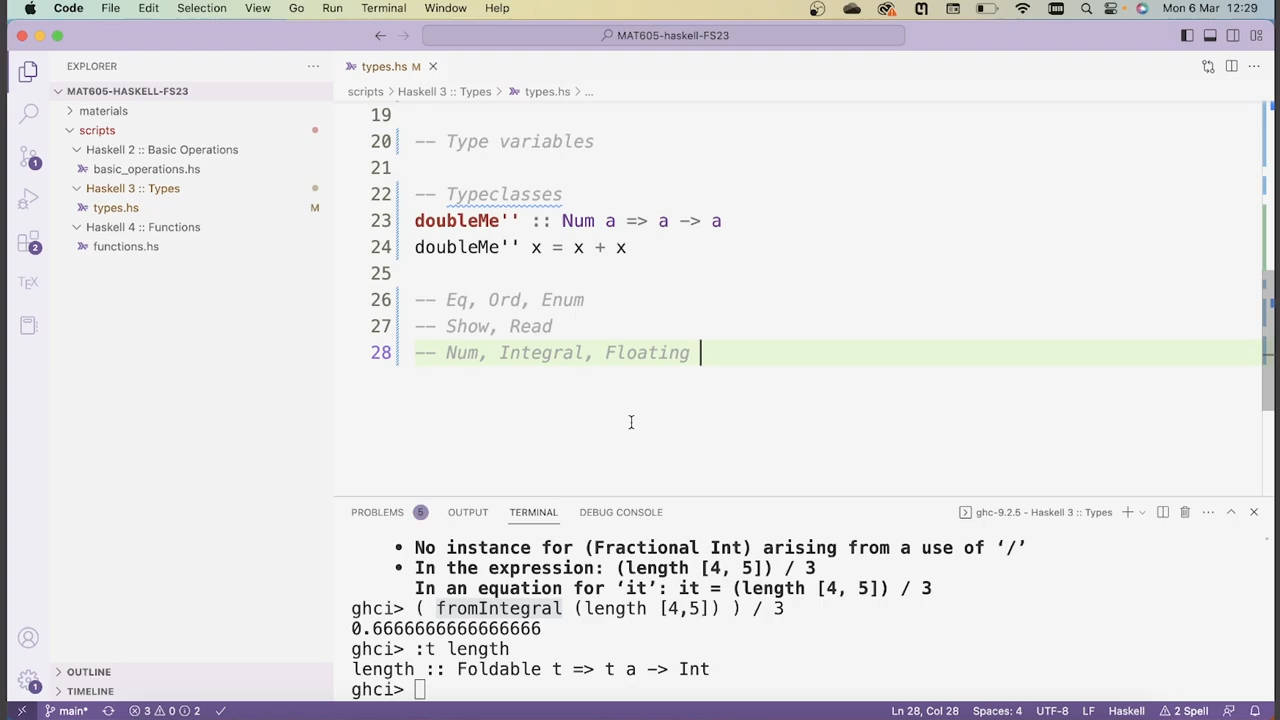 Code File Edit Selection View Go Run Terminal Window Help Mon 6 Mar 12:29
MAT605-haskell-FS23
EXPLORER
types.hs M
MAT605-HASKELL-FS23
scripts > Haskell 3 :: Types > types.hs > ...
materials
scripts
Haskell 2 :: Basic Operations
basic_operations.hs
Haskell 3 :: Types
types.hs M
Haskell 4 :: Functions
functions.hs
19
20 -- Type variables
21
22 -- Typeclasses
23 doubleMe'' :: Num a => a -> a
24 doubleMe'' x = x + x
25
26 -- Eq, Ord, Enum
27 -- Show, Read
28 -- Num, Integral, Floating
1
2
TEX
1
PROBLEMS 5 OUTPUT TERMINAL DEBUG CONSOLE ghc-9.2.5 - Haskell 3 :: Types
• No instance for (Fractional Int) arising from a use of ‘/’
• In the expression: (length [4, 5]) / 3
In an equation for ‘it’: it = (length [4, 5]) / 3
ghci> ( fromIntegral (length [4,5]) ) / 3
0.6666666666666666
ghci> :t length
length :: Foldable t => t a -> Int
ghci>
OUTLINE
TIMELINE
main* 3 0 2 Ln 28, Col 28 Spaces: 4 UTF-8 LF Haskell 2 Spell